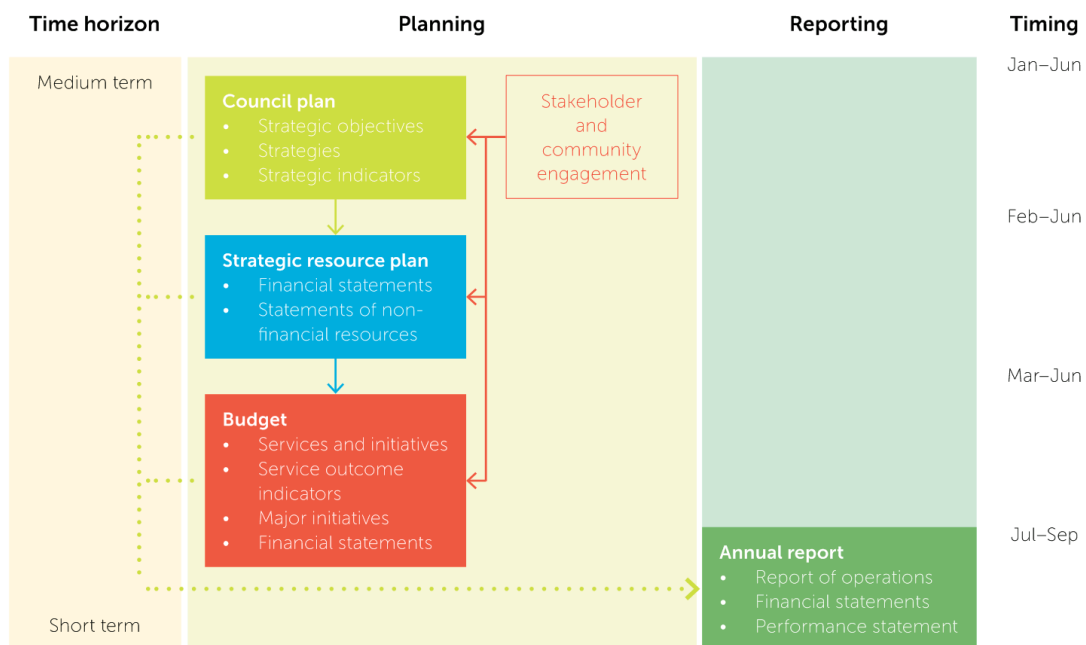 Time horizon
Planning
Reporting
Timing
Medium term
Short term
Council plan
• Strategic objectives
• Strategies
• Strategic indicators
Stakeholder
and
community
engagement
Strategic resource plan
• Financial statements
• Statements of non-
financial resources
Budget
• Services and initiatives
• Service outcome
indicators
• Major initiatives
• Financial statements
Annual report
• Report of operations
• Financial statements
• Performance statement
Jan–Jun
Feb–Jun
Mar–Jun
Jul–Sep